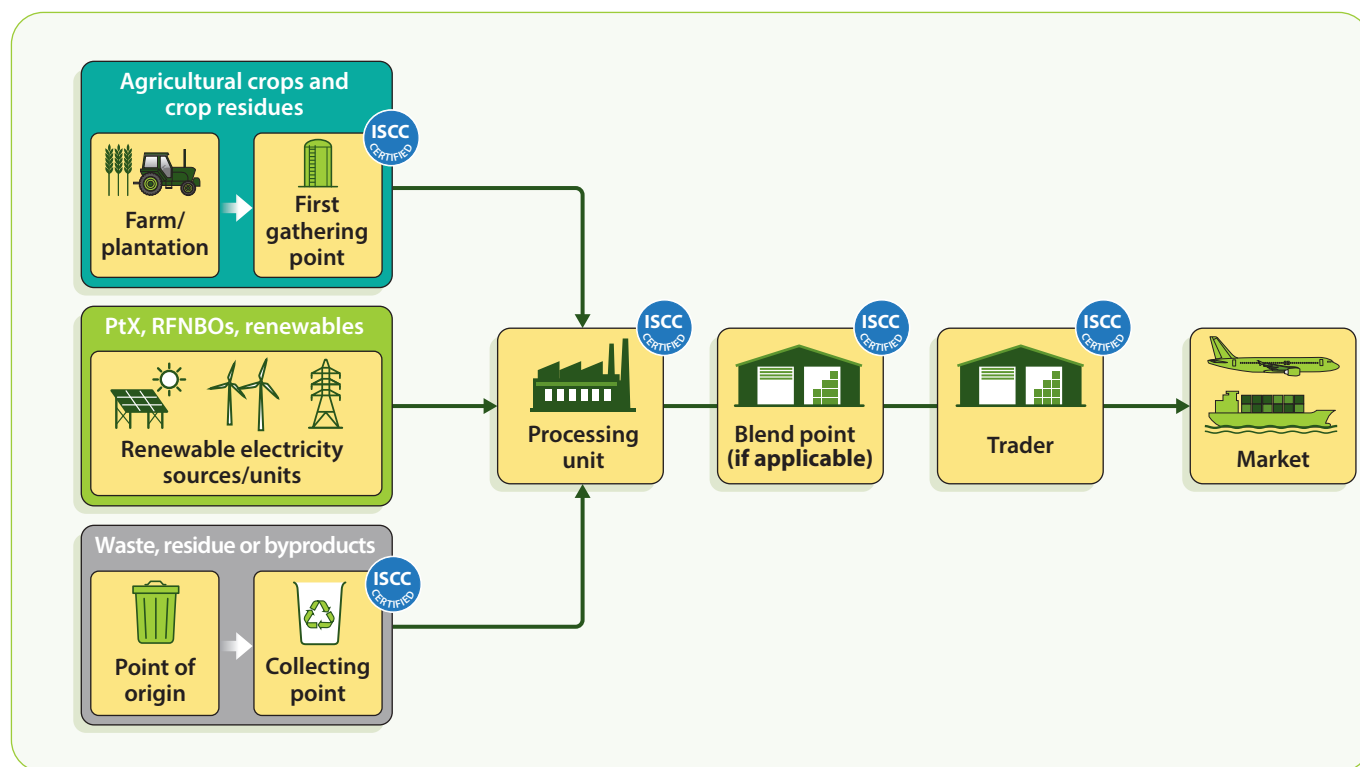 Agricultural crops and
crop residues
ISCC
CERTIFIED
Farm/
plantation
First
gathering
point
PtX, RFNBOs, renewables
Renewable electricity
sources/units
Waste, residue or byproducts
ISCC
CERTIFIED
Point of
origin
Collecting
point
ISCC
CERTIFIED
Processing
unit
ISCC
CERTIFIED
Blend point
(if applicable)
ISCC
CERTIFIED
Trader
Market